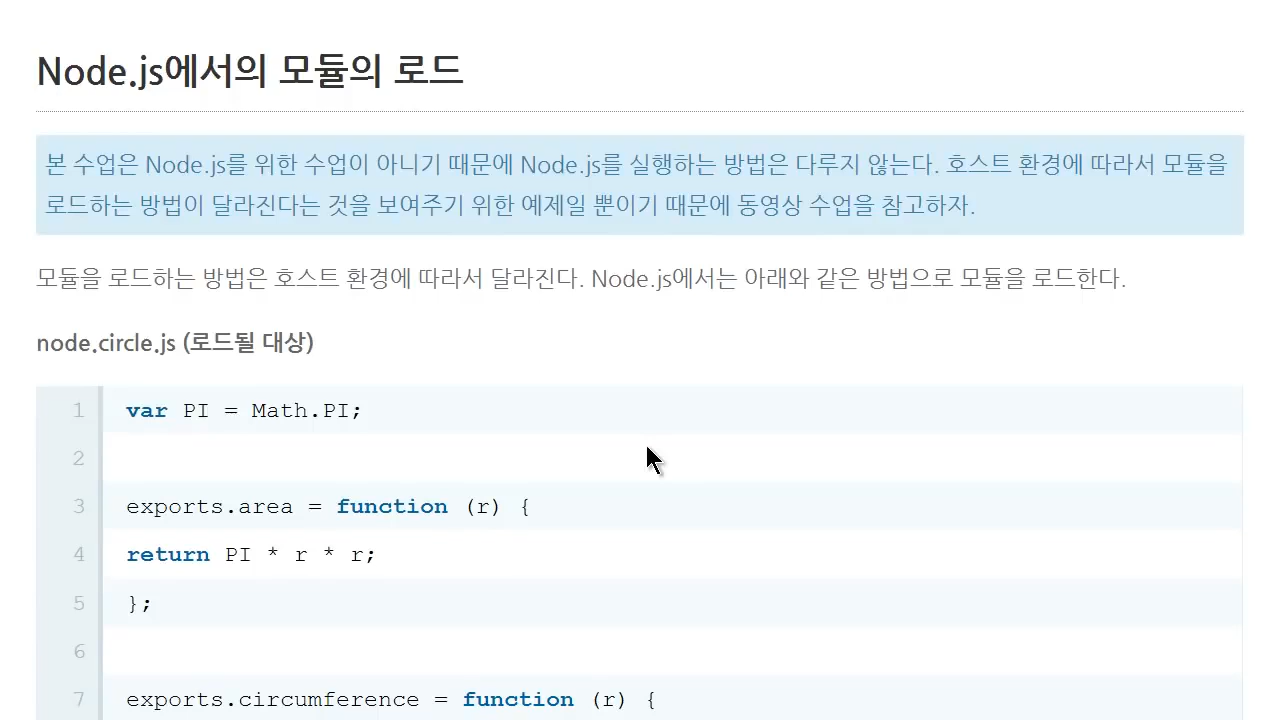 Node.js에서의 모듈의 로드
본 수업은 Node.js를 위한 수업이 아니기 때문에 Node.js를 실행하는 방법은 다루지 않는다. 호스트 환경에 따라서 모듈을
로드하는 방법이 달라진다는 것을 보여주기 위한 예제일 뿐이기 때문에 동영상 수업을 참고하자.
모듈을 로드하는 방법은 호스트 환경에 따라서 달라진다. Node.js에서는 아래와 같은 방법으로 모듈을 로드한다.
node.circle.js (로드될 대상)
1 var PI = Math.PI;
2
3 exports.area = function (r) {
4 return PI * r * r;
5 };
6
7 exports.circumference = function (r) {